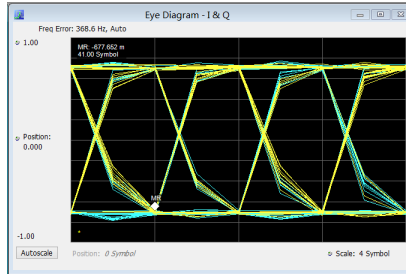 Eye Diagram - I & Q
Freq Error: 368.6 Hz, Auto
1.00
MR -677.652 m
41.00 Symbol
Position:
0.000
MR
-1.00
Autoscale
Position: 0 Symbol
Scale: 4 Symbol